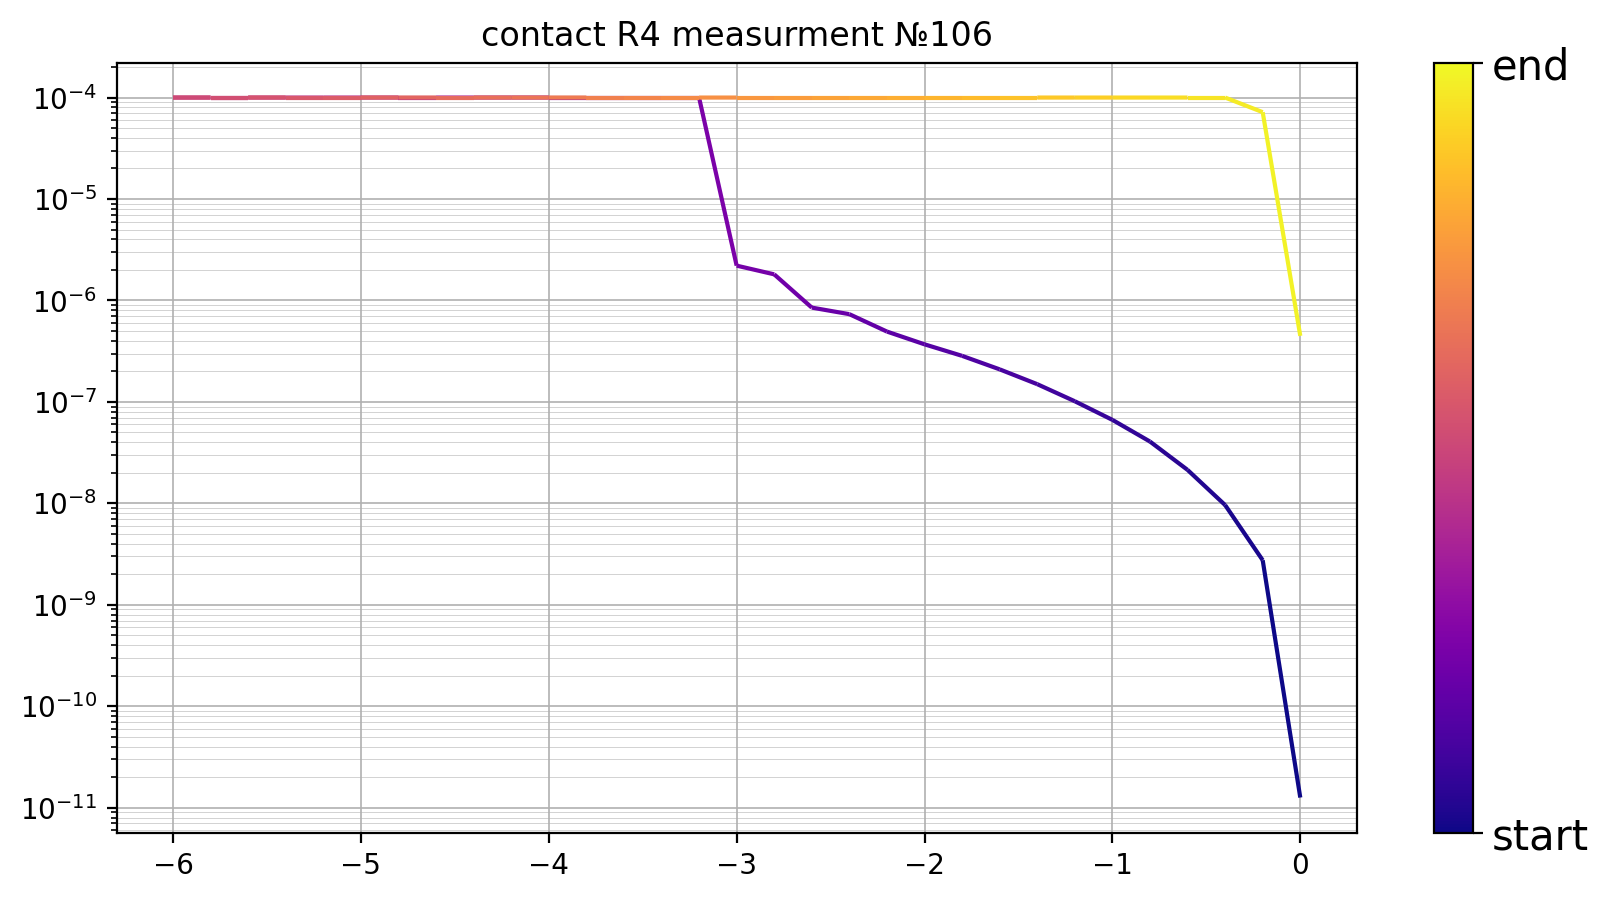 contact R4 measurment №106
10⁻⁴
10⁻⁵
10⁻⁶
10⁻⁷
10⁻⁸
10⁻⁹
10⁻¹⁰
10⁻¹¹
−6 −5 −4 −3 −2 −1 0
end
start